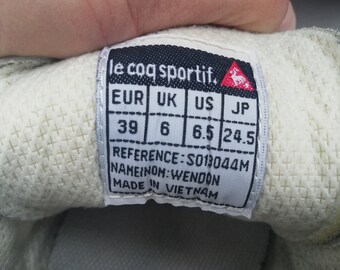 le coq sportif.
EUR UK US JP
39 6 6.5 24.5
REFERENCE:S013044M
NAME/NOM:WENDON
MADE IN VIETNAM